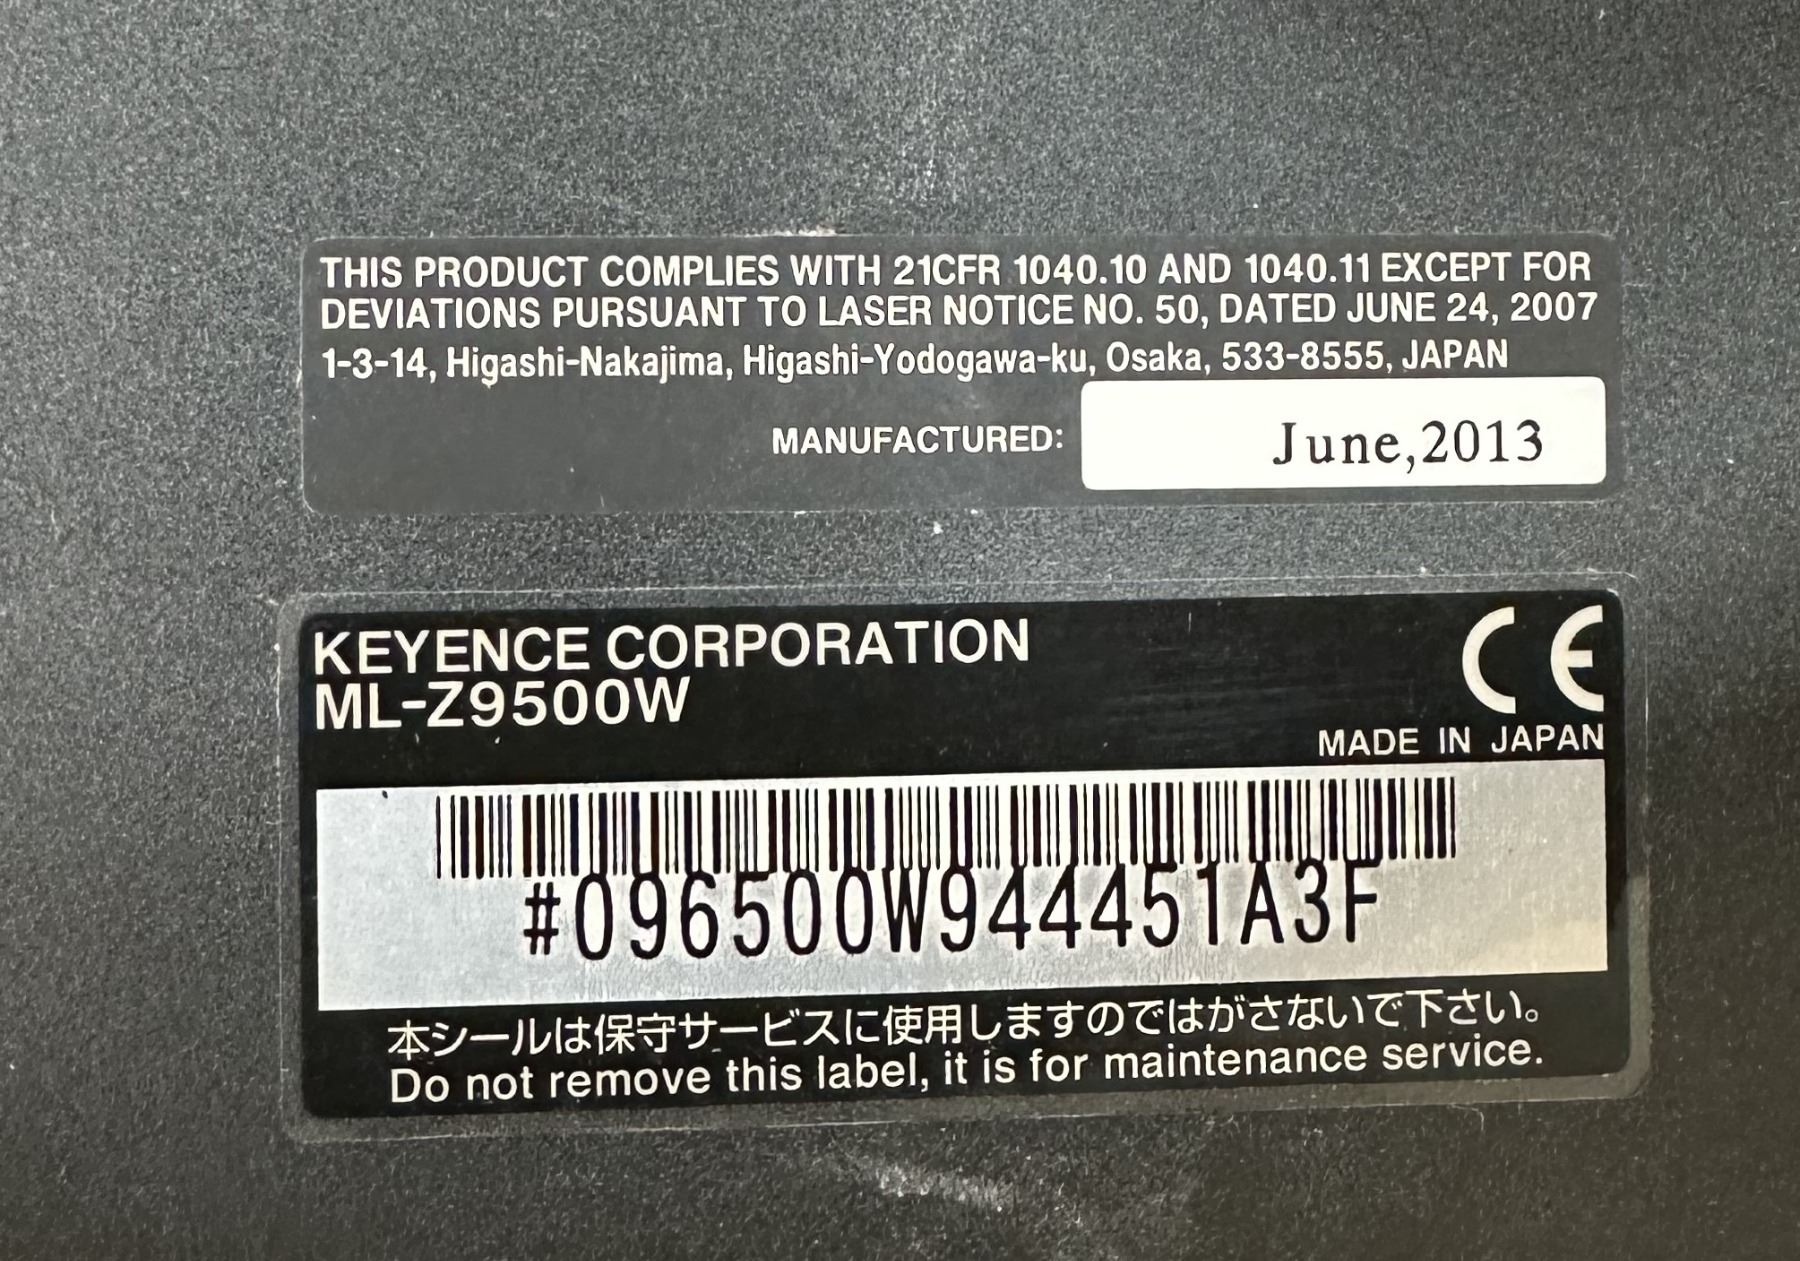 THIS PRODUCT COMPLIES WITH 21CFR 1040.10 AND 1040.11 EXCEPT FOR
DEVIATIONS PURSUANT TO LASER NOTICE NO. 50, DATED JUNE 24, 2007
1-3-14, Higashi-Nakajima, Higashi-Yodogawa-ku, Osaka, 533-8555, JAPAN
MANUFACTURED: June,2013
KEYENCE CORPORATION
ML-Z9500W
CE
MADE IN JAPAN
#096500W944451A3F
本シールは保守サービスに使用しますのではがさないで下さい。
Do not remove this label, it is for maintenance service.